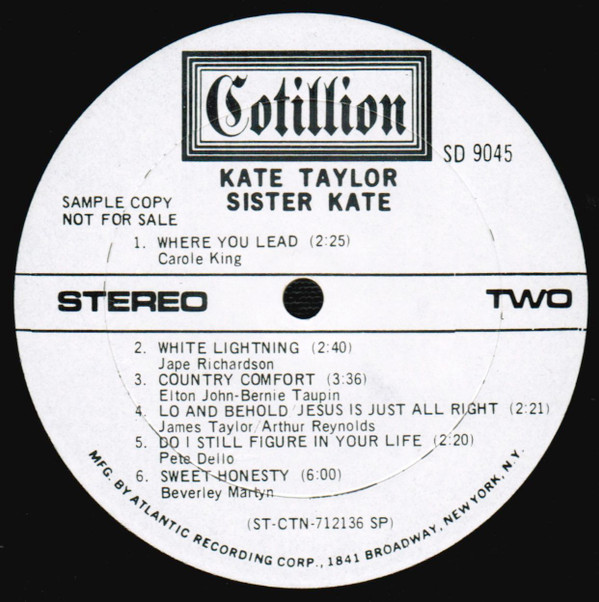 Cotillion
SD 9045
KATE TAYLOR
SISTER KATE
SAMPLE COPY
NOT FOR SALE
1. WHERE YOU LEAD (2:25)
Carole King
STEREO
TWO
2. WHITE LIGHTNING (2:40)
Jape Richardson
3. COUNTRY COMFORT (3:36)
Elton John-Bernie Taupin
4. LO AND BEHOLD/JESUS IS JUST ALL RIGHT (2:21)
James Taylor/Arthur Reynolds
5. DO I STILL FIGURE IN YOUR LIFE (2:20)
Pete Dello
6. SWEET HONESTY (6:00)
Beverley Martyn
(ST-CTN-712136 SP)
MFG. BY ATLANTIC RECORDING CORP., 1841 BROADWAY, NEW YORK, N.Y.